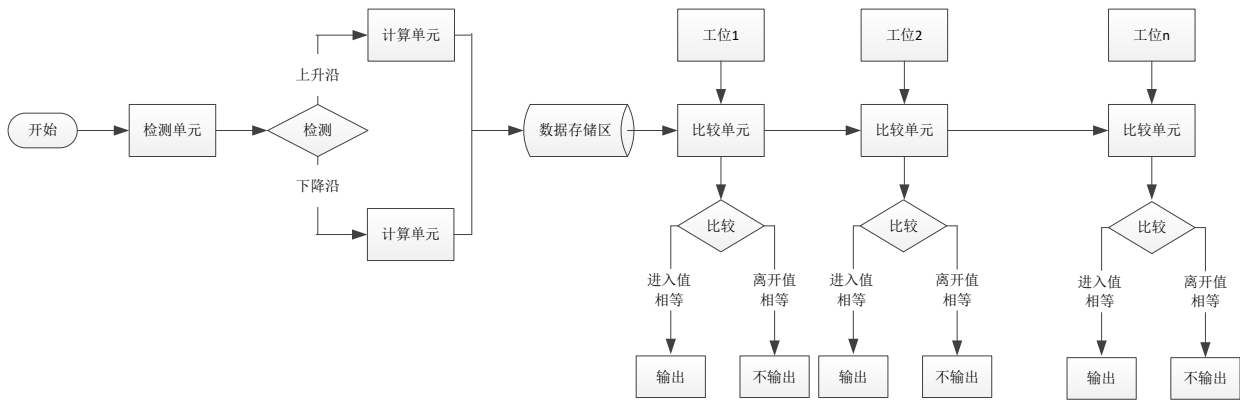 计算单元
工位1
工位2
工位n
上升沿
开始
检测单元
检测
数据存储区
比较单元
比较单元
比较单元
下降沿
计算单元
比较
比较
比较
进入值
相等
离开值
相等
进入值
相等
离开值
相等
进入值
相等
离开值
相等
输出
不输出
输出
不输出
输出
不输出